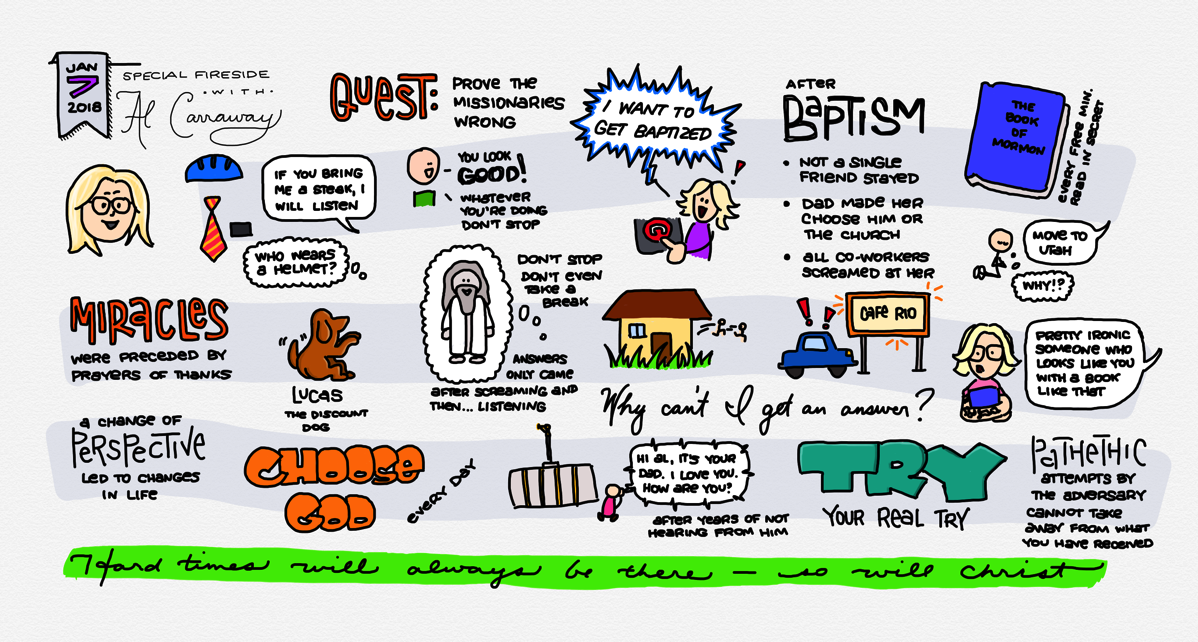 JAN
7
2018
SPECIAL FIRESIDE
• WITH •
Al Carraway
QUEST:
PROVE THE
MISSIONARIES
WRONG
I WANT TO
GET BAPTIZED
AFTER
BAPTISM
• NOT A SINGLE
FRIEND STAYED
• DAD MADE HER
CHOOSE HIM OR
THE CHURCH
• ALL CO-WORKERS
SCREAMED AT HER
THE
BOOK
OF
MORMON
EVERY FREE MIN.
READ IN SECRET
IF YOU BRING
ME A STEAK, I
WILL LISTEN
WHO WEARS
A HELMET?
YOU LOOK
GOOD!
WHATEVER
YOU'RE DOING
DON'T STOP
!
MOVE TO
UTAH
WHY!?
MIRACLES
WERE PRECEDED BY
PRAYERS OF THANKS
LUCAS
THE DISCOUNT
DOG
DON'T STOP
DON'T EVEN
TAKE A
BREAK
ANSWERS
ONLY CAME
AFTER SCREAMING AND
THEN... LISTENING
! !
CAFE RIO
PRETTY IRONIC
SOMEONE WHO
LOOKS LIKE YOU
WITH A BOOK
LIKE THAT
Why can't I get an answer?
A CHANGE OF
PERSPECTIVE
LED TO CHANGES
IN LIFE
CHOOSE
GOD
EVERY DAY
HI AL, IT'S YOUR
DAD. I LOVE YOU.
HOW ARE YOU?
AFTER YEARS OF NOT
HEARING FROM HIM
TRY
YOUR REAL TRY
PATHETHIC
ATTEMPTS BY
THE ADVERSARY
CANNOT TAKE
AWAY FROM WHAT
YOU HAVE RECEIVED
Hard times will always be there — so will Christ